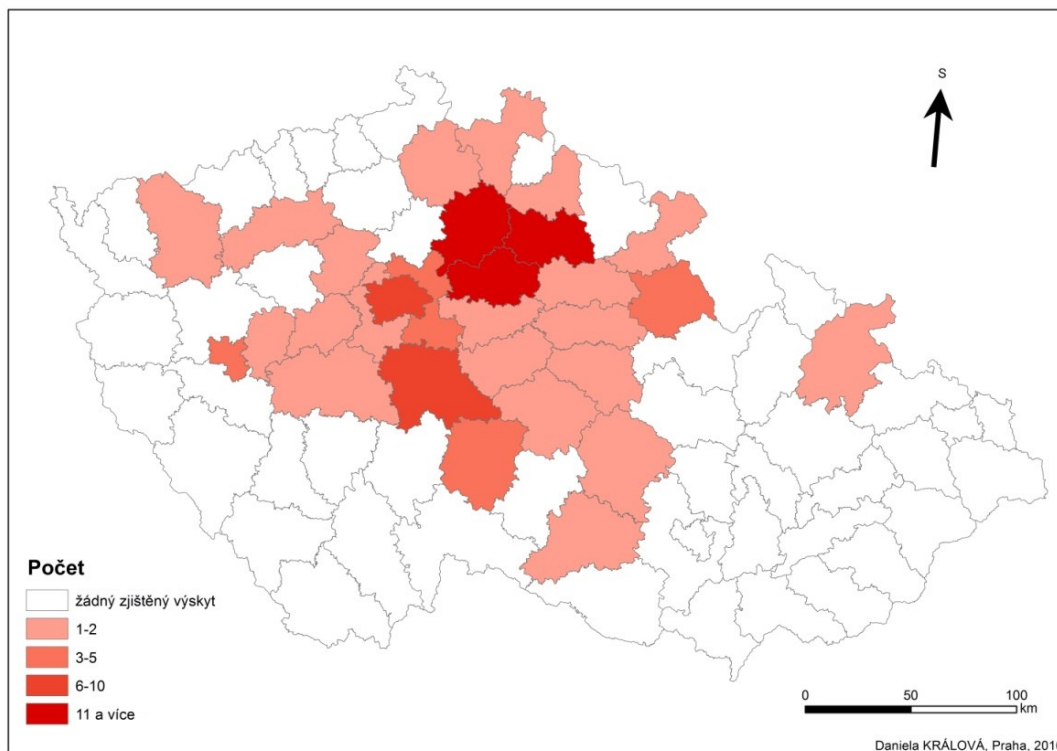 S
Počet
žádný zjištěný výskyt
1-2
3-5
6-10
11 a více
0 50 100
km
Daniela KRÁLOVÁ, Praha,